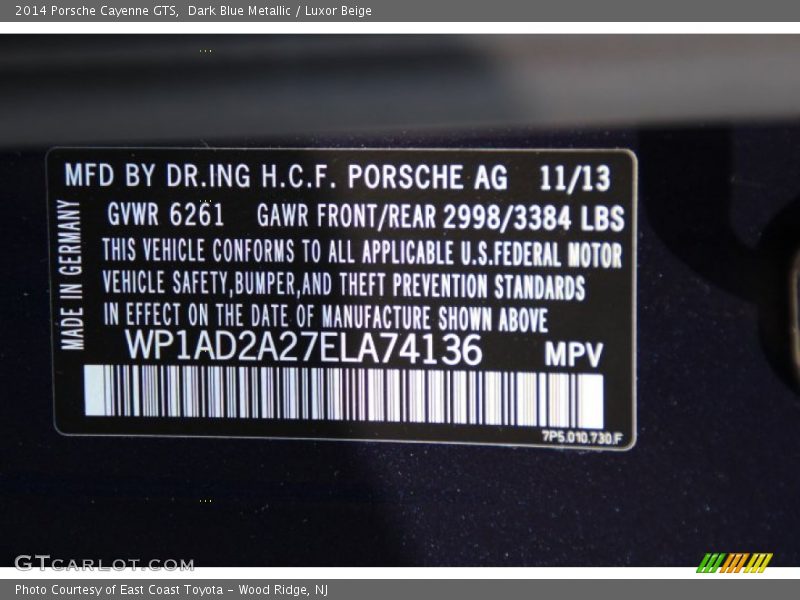 2014 Porsche Cayenne GTS, Dark Blue Metallic / Luxor Beige
MFD BY DR.ING H.C.F. PORSCHE AG 11/13
GVWR 6261 GAWR FRONT/REAR 2998/3384 LBS
THIS VEHICLE CONFORMS TO ALL APPLICABLE U.S.FEDERAL MOTOR
VEHICLE SAFETY,BUMPER,AND THEFT PREVENTION STANDARDS
IN EFFECT ON THE DATE OF MANUFACTURE SHOWN ABOVE
WP1AD2A27ELA74136 MPV
MADE IN GERMANY
7P5.010.730.F
GTCARLOT.COM
Photo Courtesy of East Coast Toyota - Wood Ridge, NJ